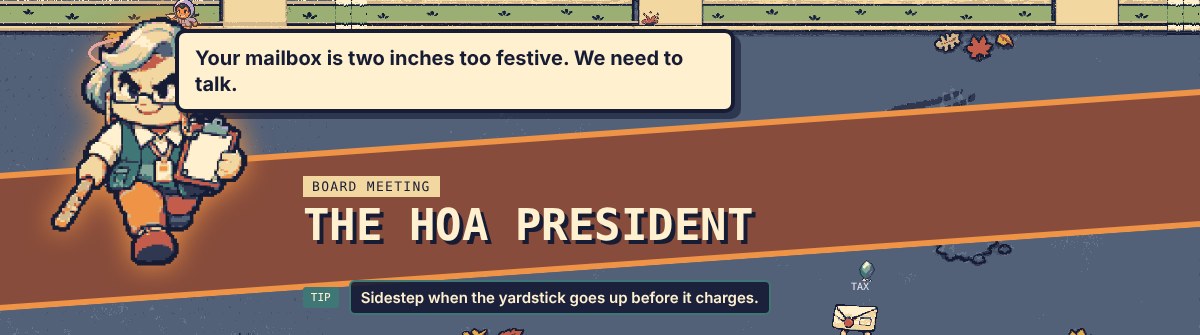 Your mailbox is two inches too festive. We need to
talk.
BOARD MEETING
THE HOA PRESIDENT
TIP
Sidestep when the yardstick goes up before it charges.
TAX